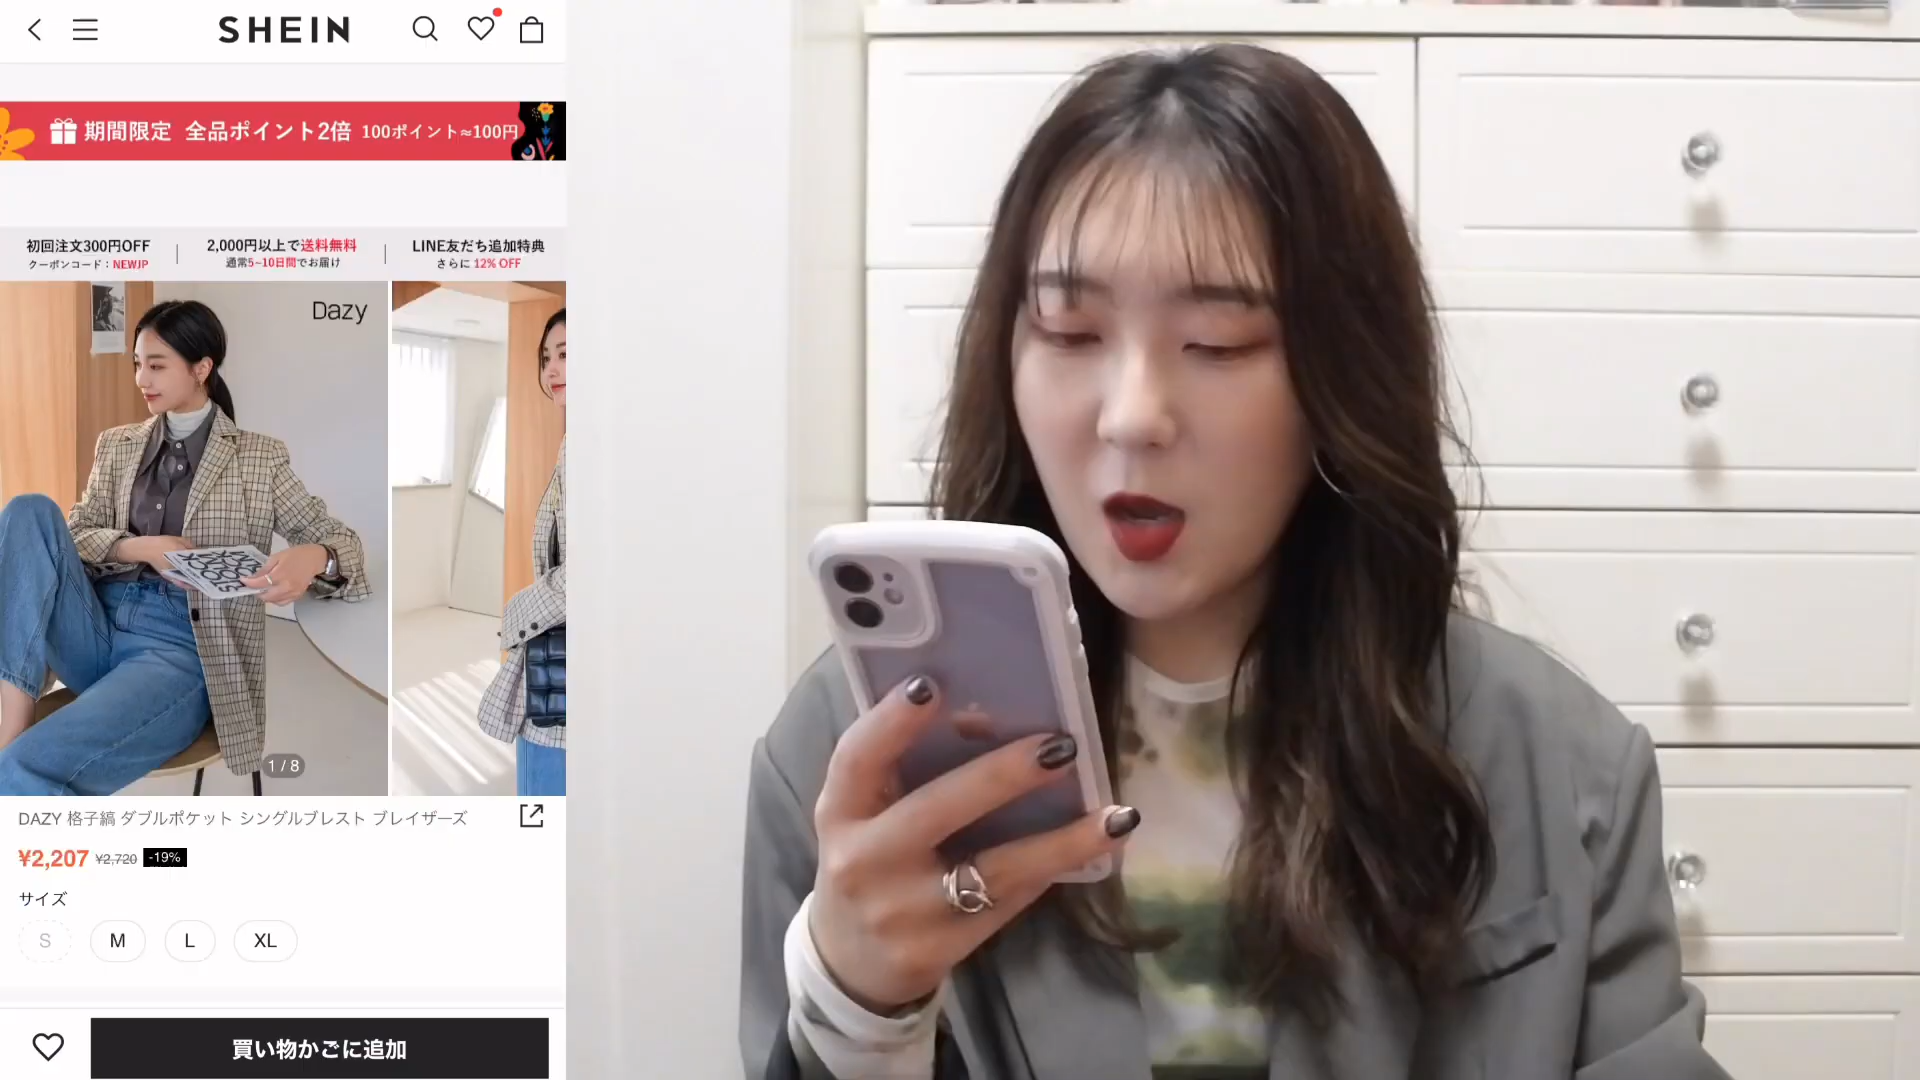 SHEIN
期間限定 全品ポイント2倍 100ポイント≈100円
初回注文300円OFF
クーポンコード：NEWJP
2,000円以上で送料無料
通常5~10日間でお届け
LINE友だち追加特典
さらに 12% OFF
Dazy
1 / 8
DAZY 格子縞 ダブルポケット シングルブレスト ブレイザーズ
¥2,207 ¥2,720 -19%
サイズ
S M L XL
買い物かごに追加